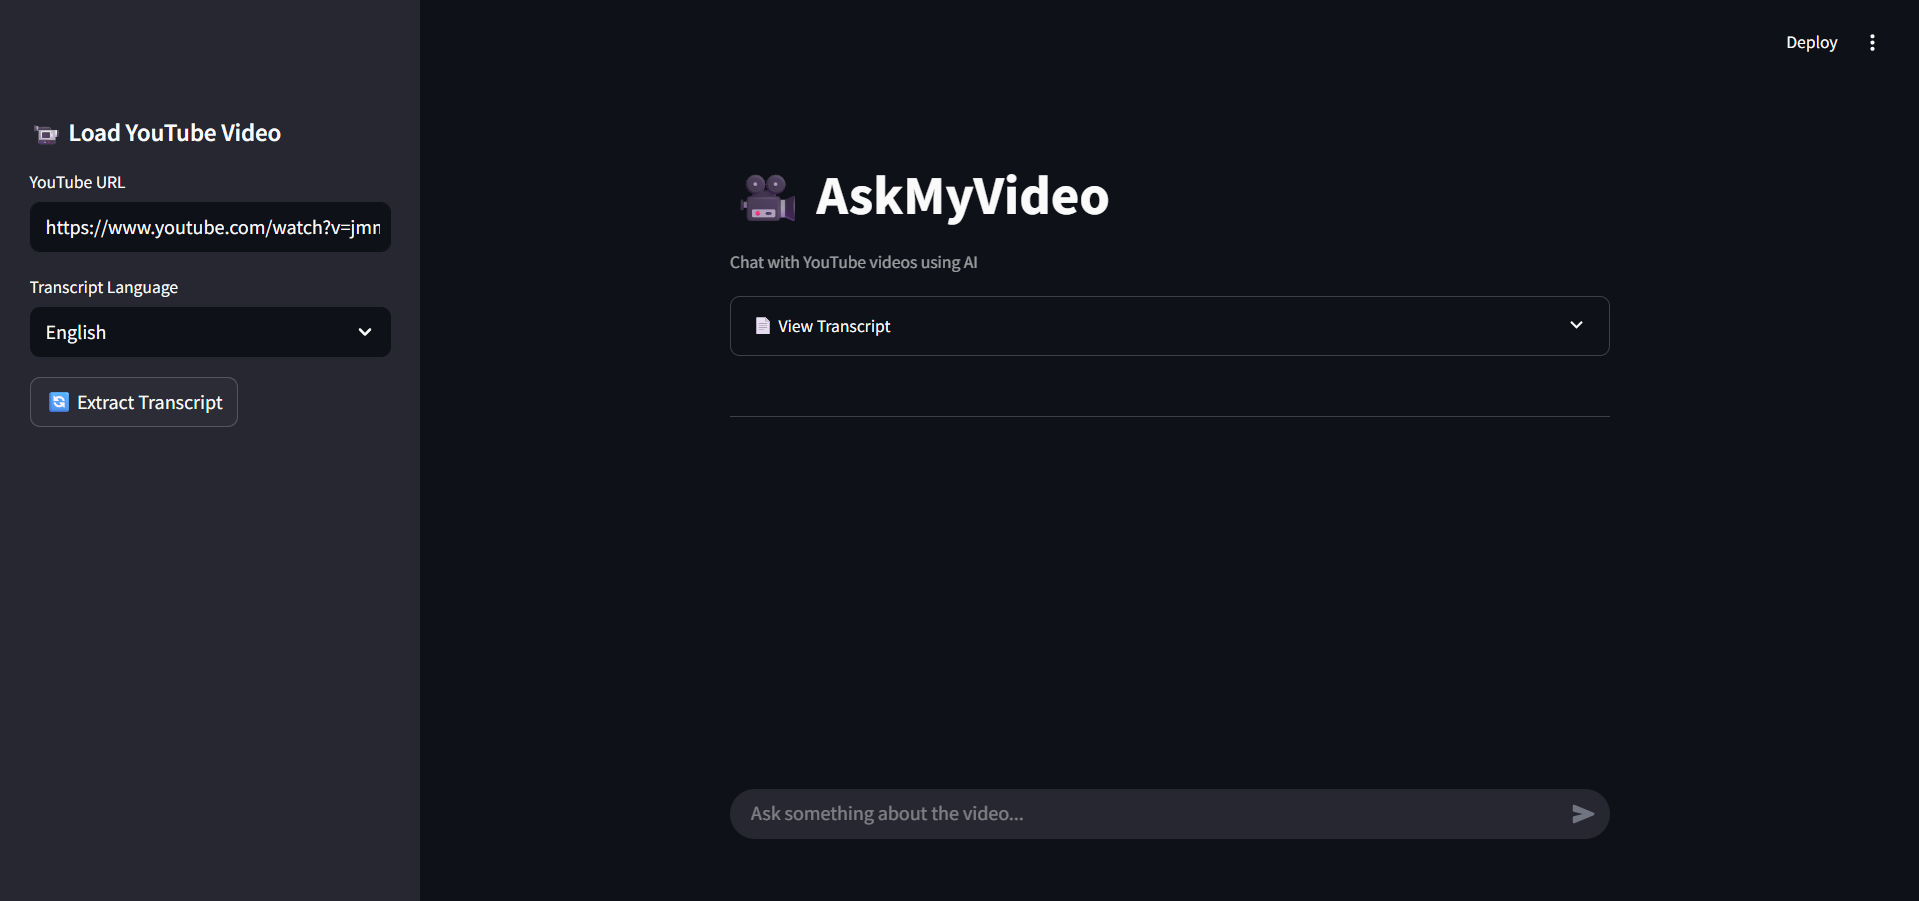 Deploy
Load YouTube Video
YouTube URL
https://www.youtube.com/watch?v=jmr
Transcript Language
English
Extract Transcript
AskMyVideo
Chat with YouTube videos using AI
View Transcript
Ask something about the video...